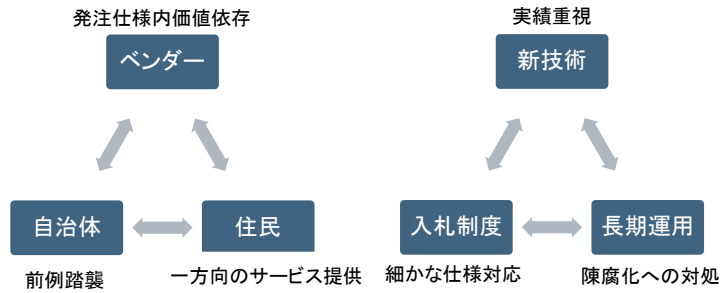 発注仕様内価値依存
ベンダー
自治体
前例踏襲
住民
一方向のサービス提供
実績重視
新技術
入札制度
細かな仕様対応
長期運用
陳腐化への対処